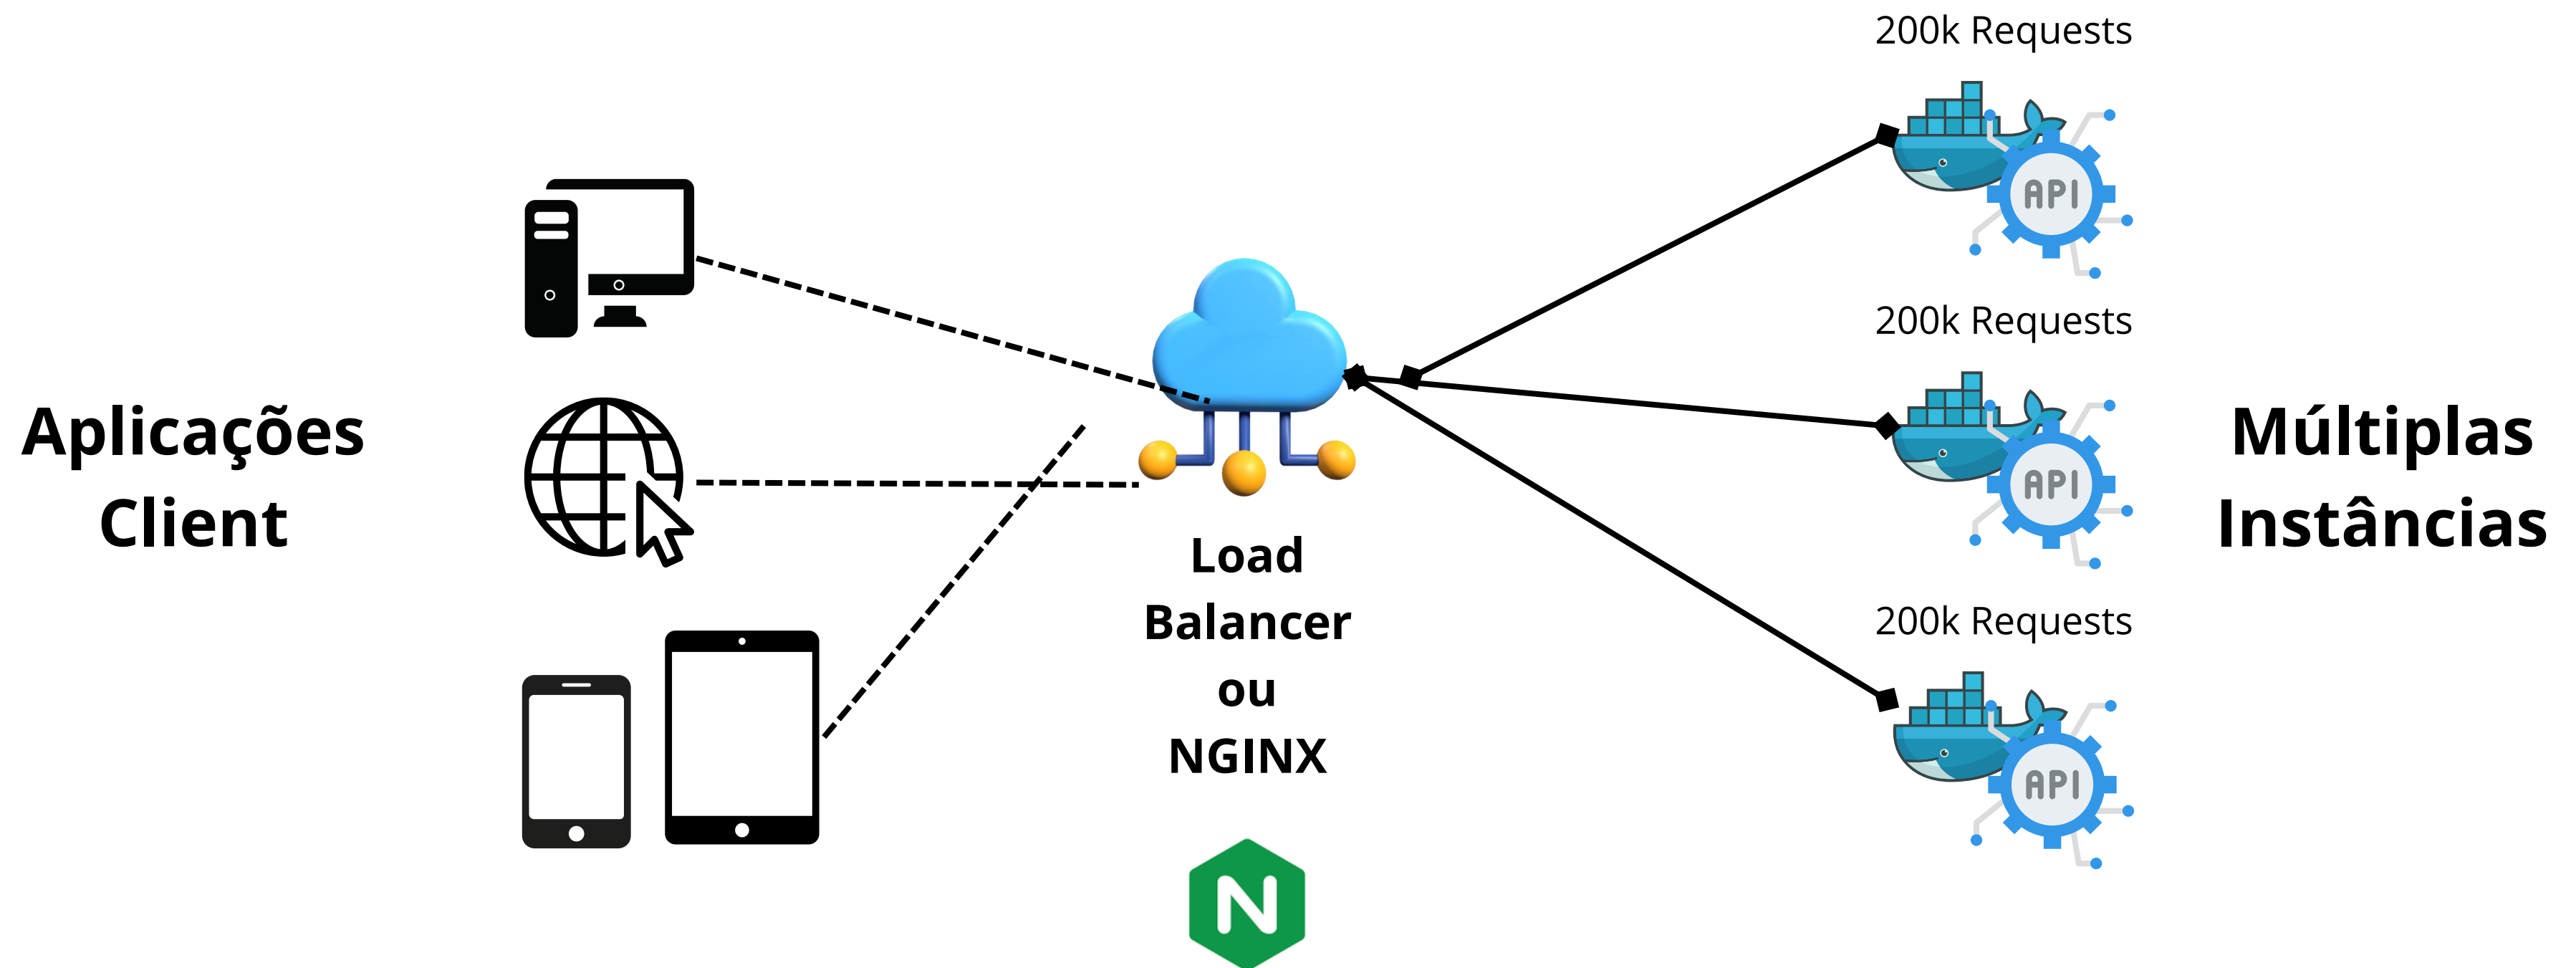 200k Requests
API
200k Requests
API
200k Requests
API
Aplicações
Client
Load
Balancer
ou
NGINX
N
Múltiplas
Instâncias